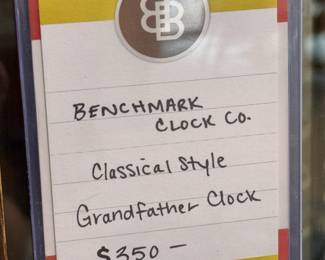 BENCHMARK
CLOCK CO.
Classical Style
Grandfather Clock
$350 —